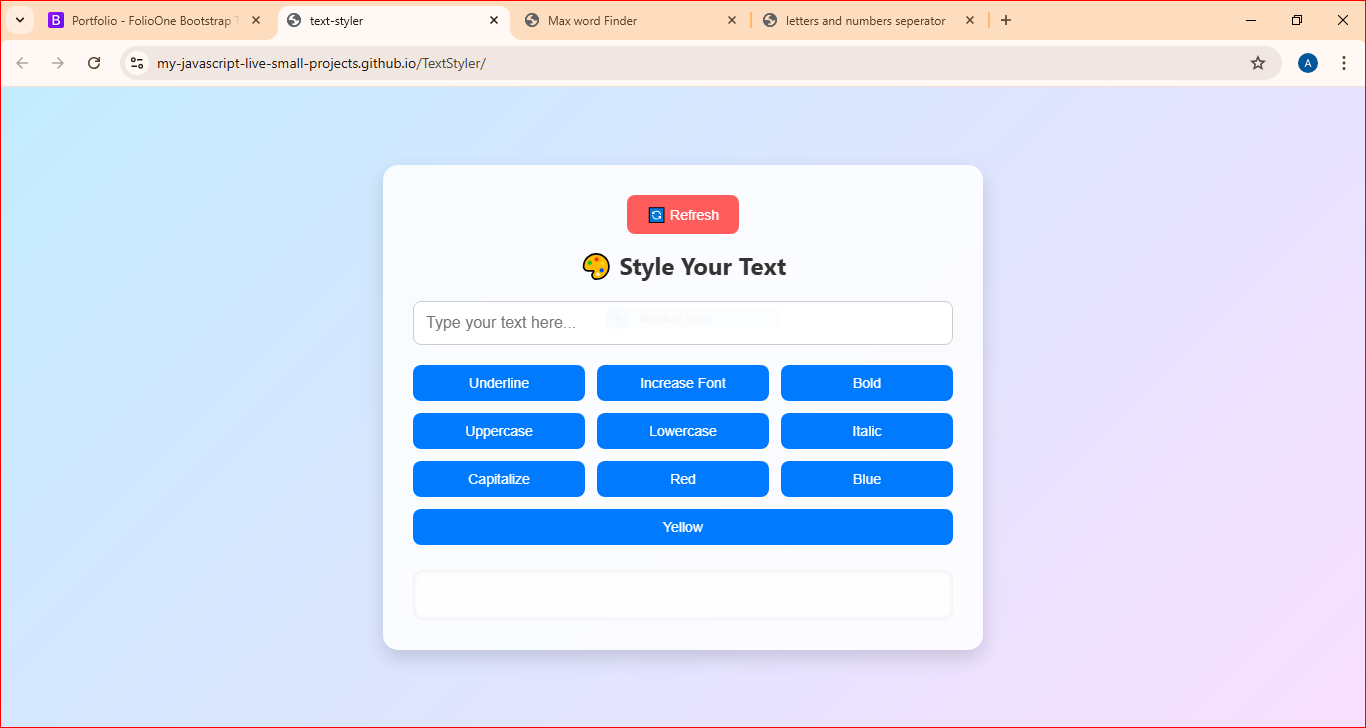 Portfolio - FolioOne Bootstrap
text-styler
Max word Finder
letters and numbers seperator
my-javascript-live-small-projects.github.io/TextStyler/
A
Refresh
Style Your Text
Type your text here...
Window Snip
Underline
Increase Font
Bold
Uppercase
Lowercase
Italic
Capitalize
Red
Blue
Yellow